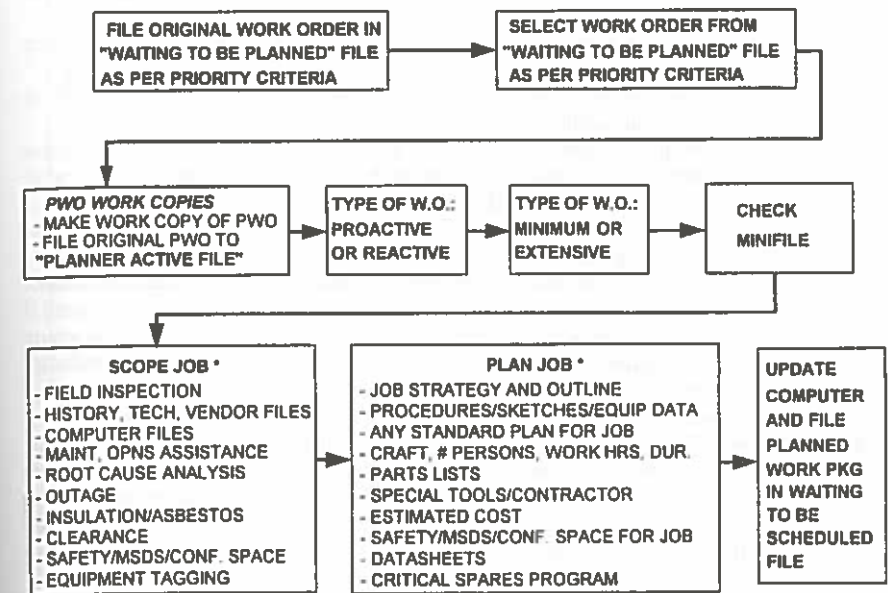 FILE ORIGINAL WORK ORDER IN
"WAITING TO BE PLANNED" FILE
AS PER PRIORITY CRITERIA
SELECT WORK ORDER FROM
"WAITING TO BE PLANNED" FILE
AS PER PRIORITY CRITERIA
PWO WORK COPIES
- MAKE WORK COPY OF PWO
- FILE ORIGINAL PWO TO
"PLANNER ACTIVE FILE"
TYPE OF W.O.:
PROACTIVE
OR REACTIVE
TYPE OF W.O.:
MINIMUM OR
EXTENSIVE
CHECK
MINIFILE
SCOPE JOB *
- FIELD INSPECTION
- HISTORY, TECH, VENDOR FILES
- COMPUTER FILES
- MAINT, OPNS ASSISTANCE
- ROOT CAUSE ANALYSIS
- OUTAGE
- INSULATION/ASBESTOS
- CLEARANCE
- SAFETY/MSDS/CONF. SPACE
- EQUIPMENT TAGGING
PLAN JOB *
- JOB STRATEGY AND OUTLINE
- PROCEDURES/SKETCHES/EQUIP DATA
- ANY STANDARD PLAN FOR JOB
- CRAFT, # PERSONS, WORK HRS, DUR.
- PARTS LISTS
- SPECIAL TOOLS/CONTRACTOR
- ESTIMATED COST
- SAFETY/MSDS/CONF. SPACE FOR JOB
- DATASHEETS
- CRITICAL SPARES PROGRAM
UPDATE
COMPUTER
AND FILE
PLANNED
WORK PKG
IN WAITING
TO BE
SCHEDULED
FILE